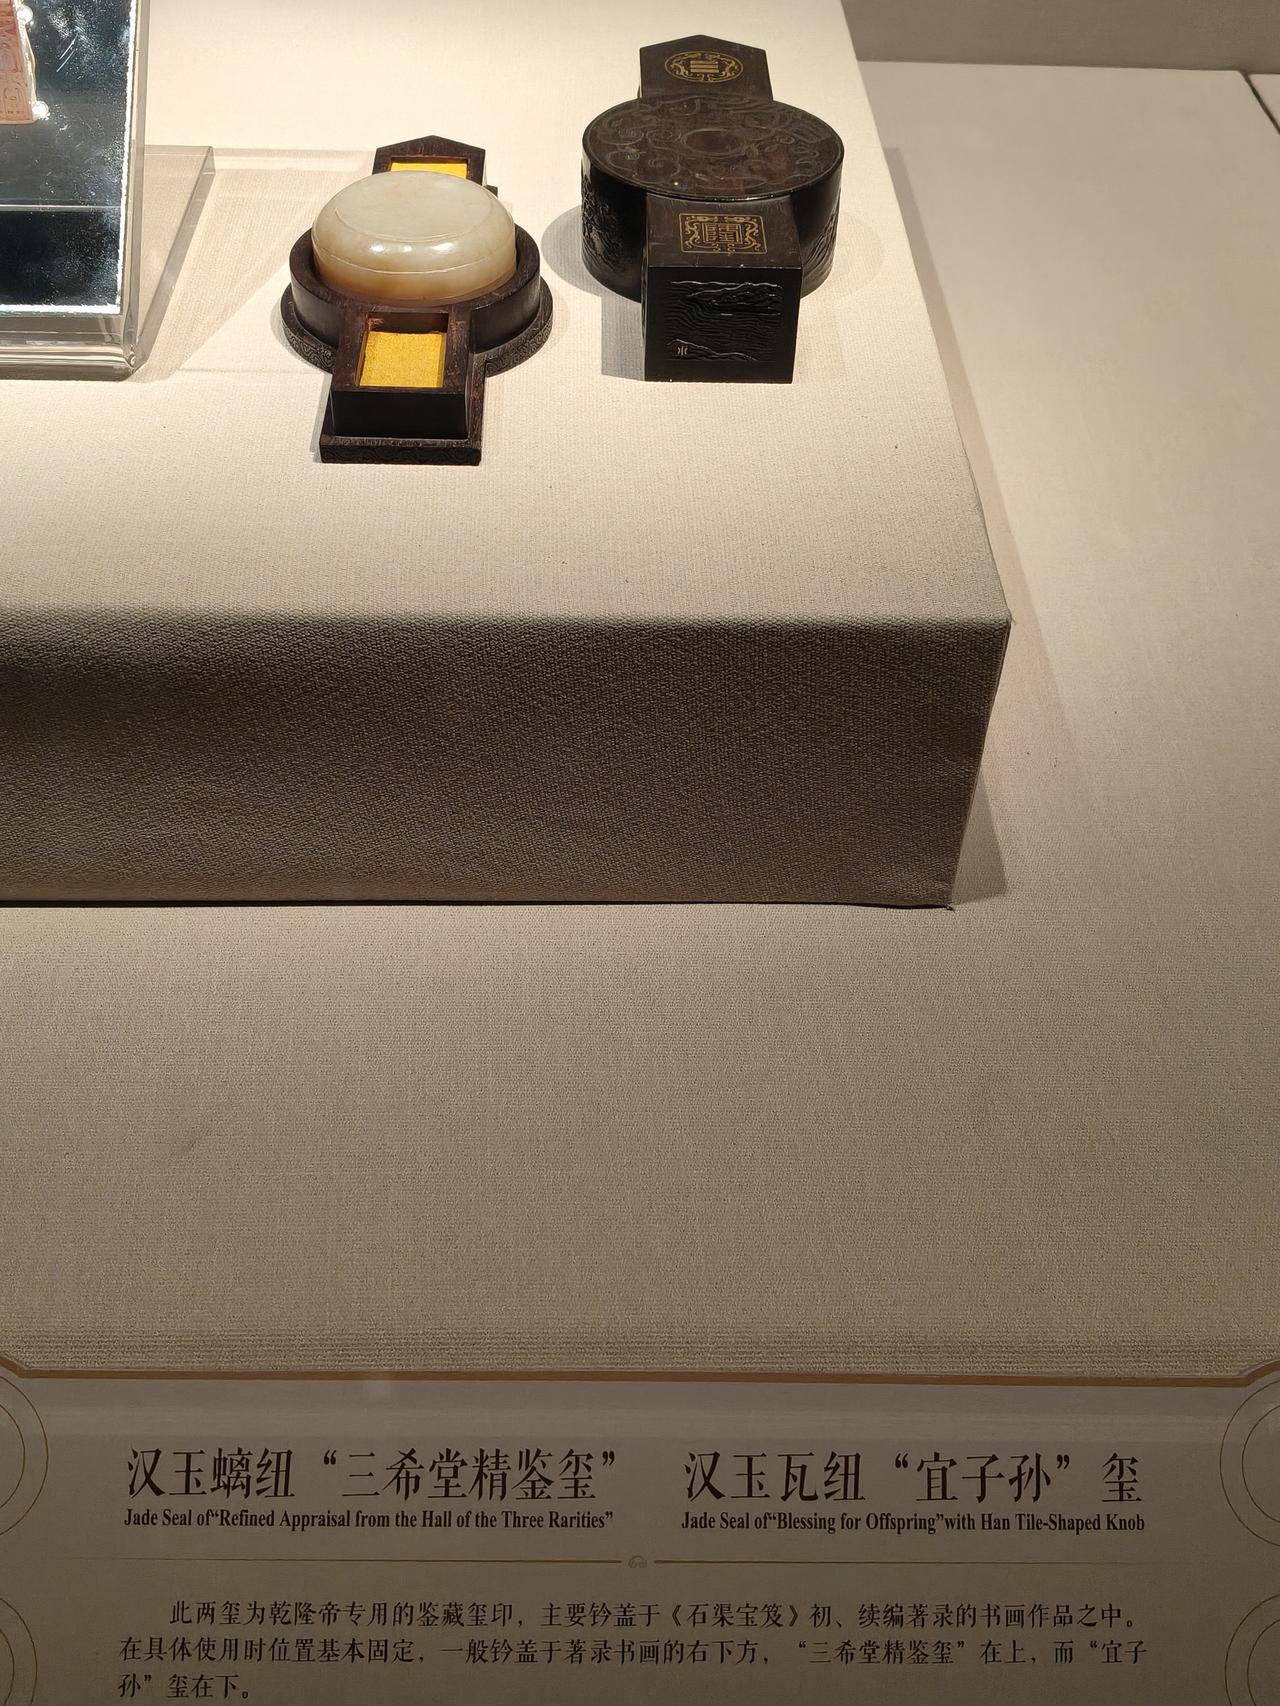 汉玉螭纽“三希堂精鉴玺”
Jade Seal of“Refined Appraisal from the Hall of the Three Rarities”
汉玉瓦纽“宜子孙”玺
Jade Seal of“Blessing for Offspring”with Han Tile-Shaped Knob
此两玺为乾隆帝专用的鉴藏玺印，主要钤盖于《石渠宝笈》初、续编著录的书画作品之中。
在具体使用时位置基本固定，一般钤盖于著录书画的右下方，“三希堂精鉴玺”在上，而“宜子
孙”玺在下。